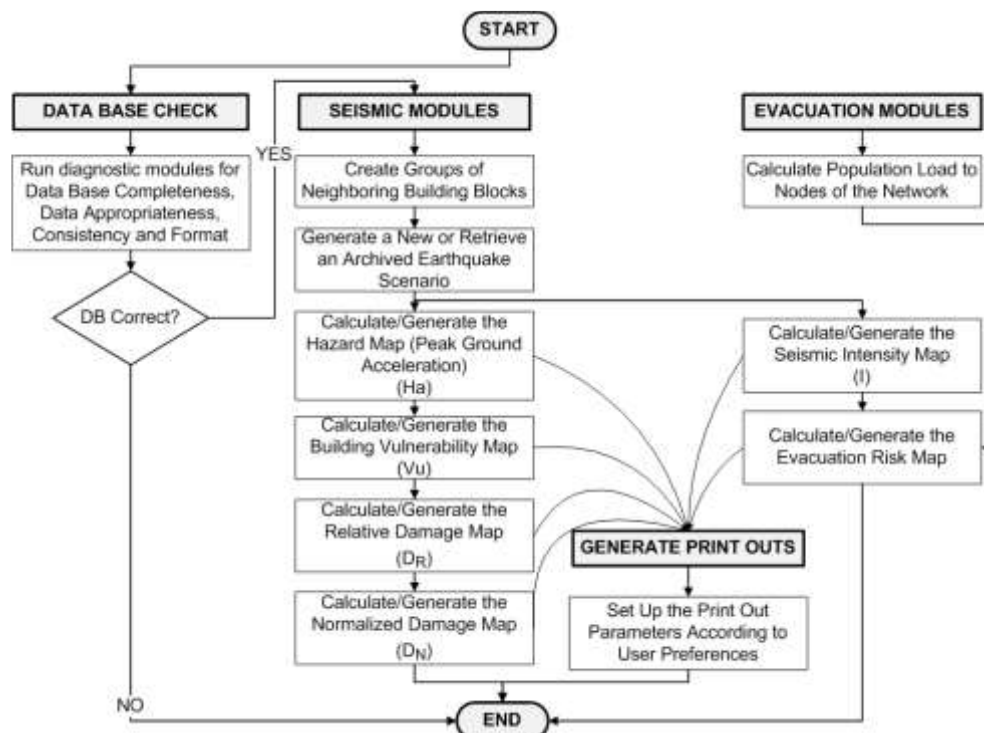 START
DATA BASE CHECK
Run diagnostic modules for
Data Base Completeness,
Data Appropriateness,
Consistency and Format
DB Correct?
YES
NO
SEISMIC MODULES
Create Groups of
Neighboring Building Blocks
Generate a New or Retrieve
an Archived Earthquake
Scenario
Calculate/Generate the
Hazard Map (Peak Ground
Acceleration)
(Ha)
Calculate/Generate the
Building Vulnerability Map
(Vu)
Calculate/Generate the
Relative Damage Map
(DR)
Calculate/Generate the
Normalized Damage Map
(DN)
EVACUATION MODULES
Calculate Population Load to
Nodes of the Network
Calculate/Generate the
Seismic Intensity Map
(I)
Calculate/Generate the
Evacuation Risk Map
GENERATE PRINT OUTS
Set Up the Print Out
Parameters According to
User Preferences
END